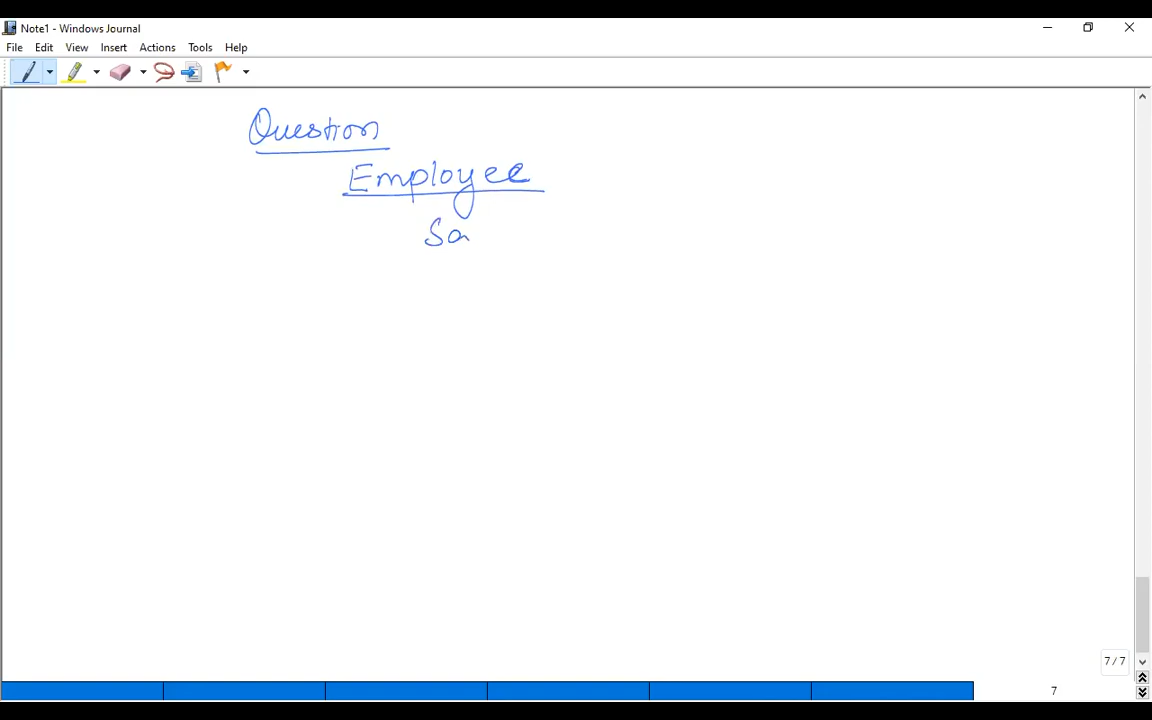 Note1 - Windows Journal
File Edit View Insert Actions Tools Help
Question
Employee
Sa
7/7
7